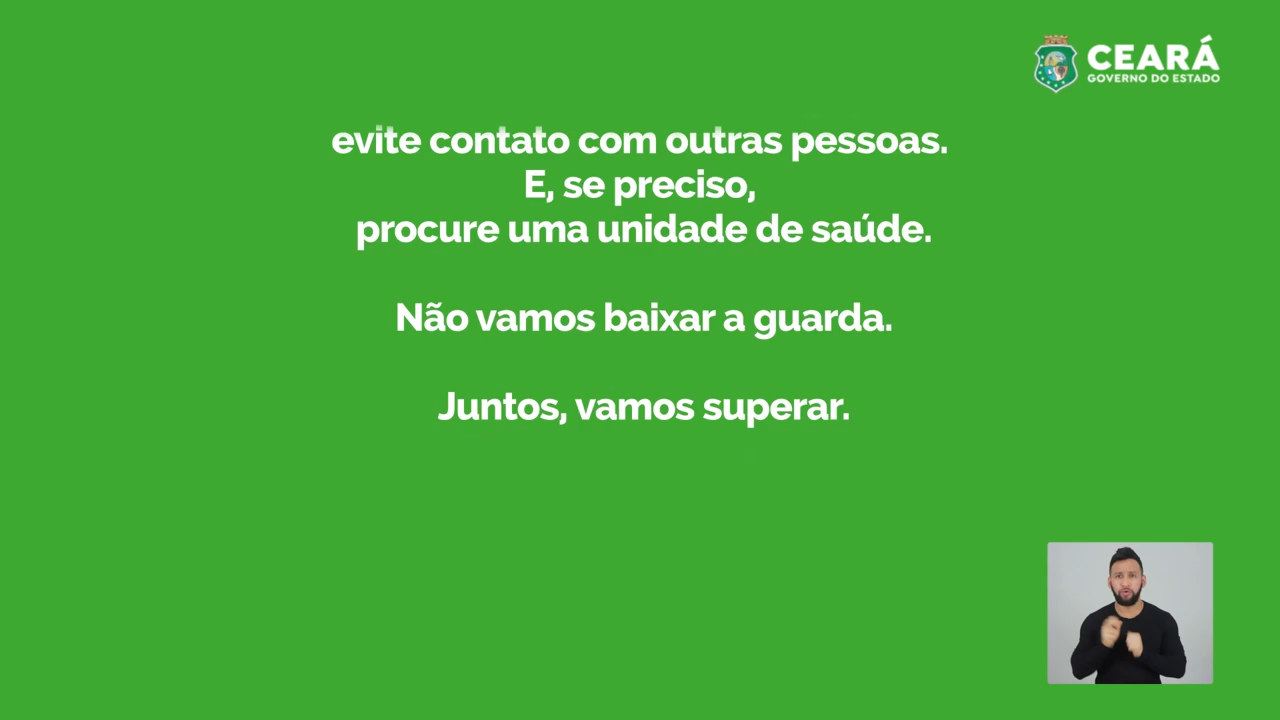 CEARÁ
GOVERNO DO ESTADO
evite contato com outras pessoas.
E, se preciso,
procure uma unidade de saúde.
Não vamos baixar a guarda.
Juntos, vamos superar.